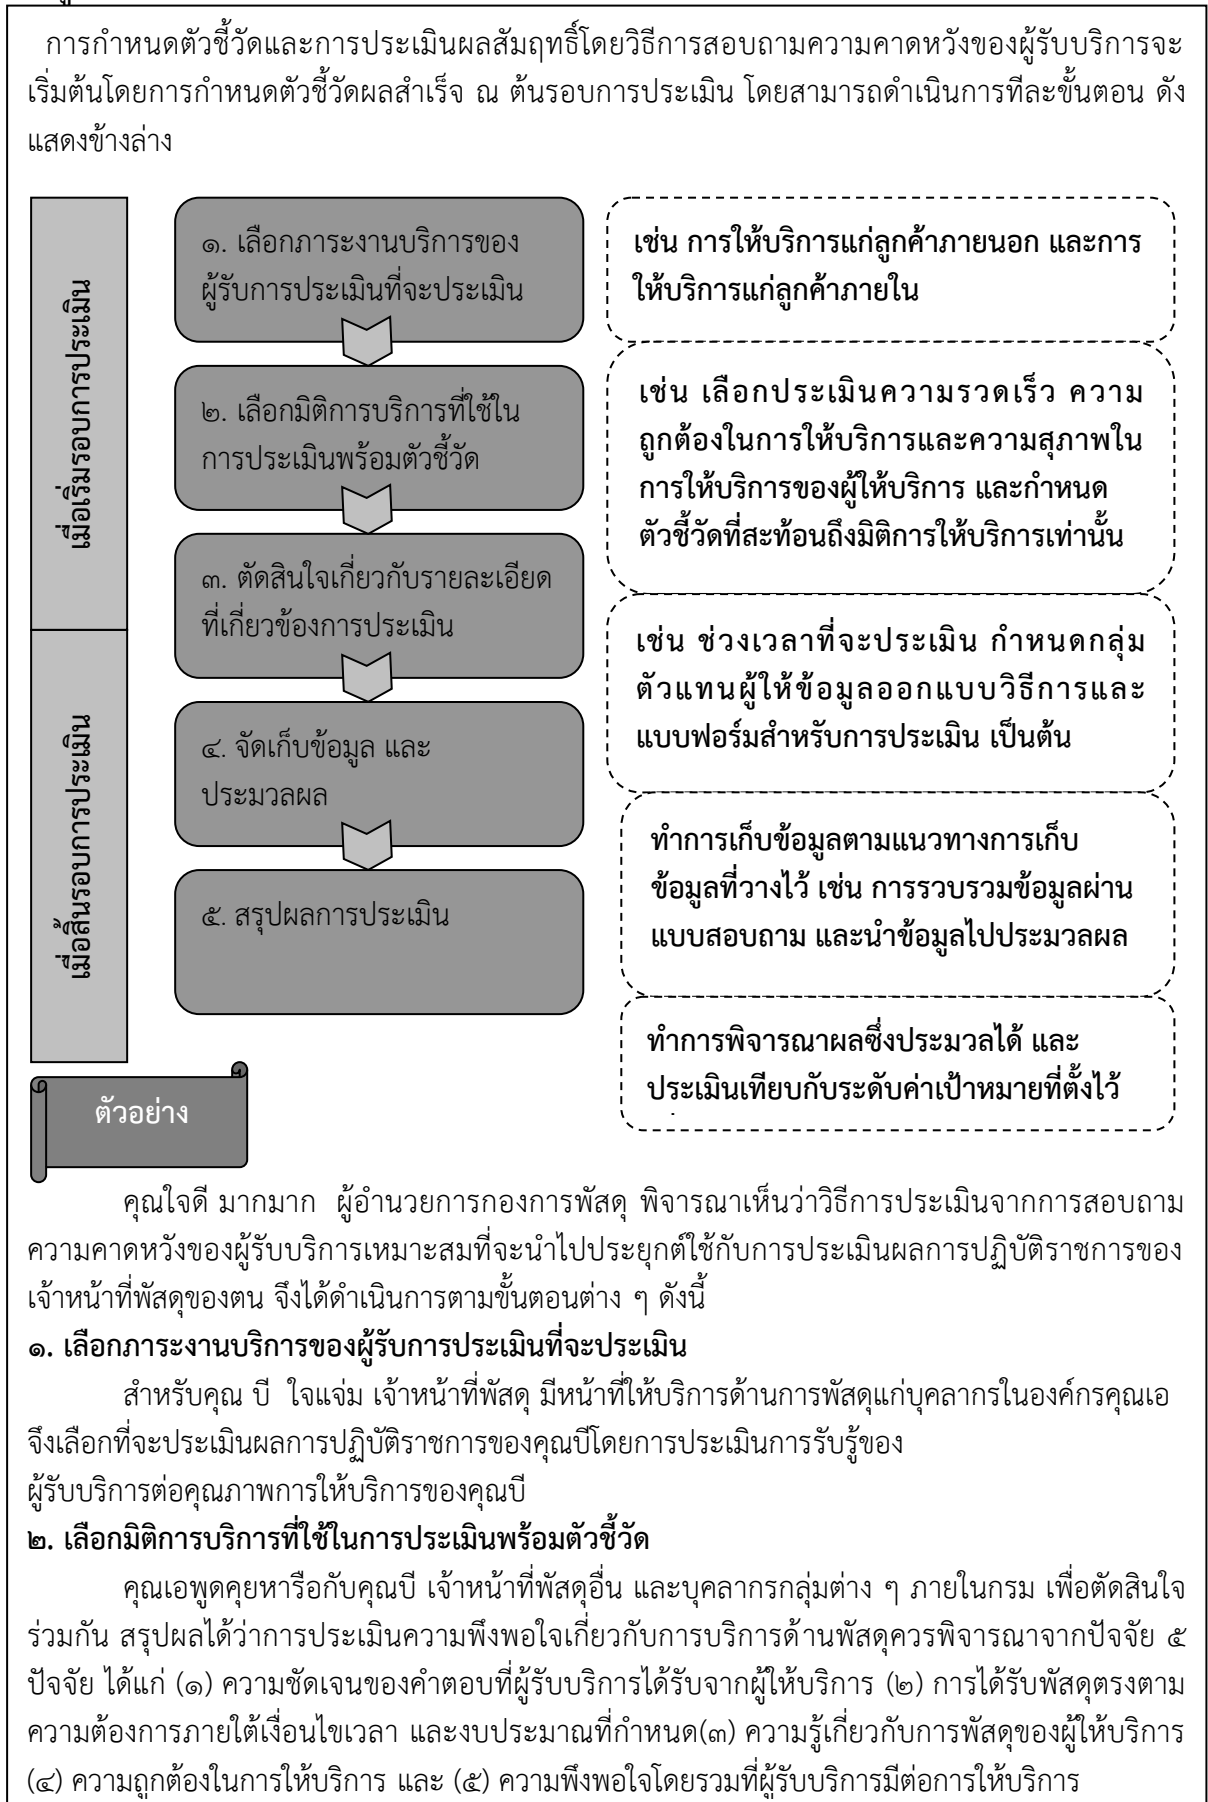 การกำหนดตัวชี้วัดและการประเมินผลสัมฤทธิ์โดยวิธีการสอบถามความคาดหวังของผู้รับบริการจะ
เริ่มต้นโดยการกำหนดตัวชี้วัดผลสำเร็จ ณ ต้นรอบการประเมิน โดยสามารถดำเนินการทีละขั้นตอน ดัง
แสดงข้างล่าง
เมื่อเริ่มรอบการประเมิน
เมื่อสิ้นรอบการประเมิน
๑. เลือกภาระงานบริการของ
ผู้รับการประเมินที่จะประเมิน
เช่น การให้บริการแก่ลูกค้าภายนอก และการ
ให้บริการแก่ลูกค้าภายใน
๒. เลือกมิติการบริการที่ใช้ใน
การประเมินพร้อมตัวชี้วัด
เช่น เลือกประเมินความรวดเร็ว ความ
ถูกต้องในการให้บริการและความสุภาพใน
การให้บริการของผู้ให้บริการ และกำหนด
ตัวชี้วัดที่สะท้อนถึงมิติการให้บริการเท่านั้น
๓. ตัดสินใจเกี่ยวกับรายละเอียด
ที่เกี่ยวข้องการประเมิน
เช่น ช่วงเวลาที่จะประเมิน กำหนดกลุ่ม
ตัวแทนผู้ให้ข้อมูลออกแบบวิธีการและ
แบบฟอร์มสำหรับการประเมิน เป็นต้น
๔. จัดเก็บข้อมูล และ
ประมวลผล
ทำการเก็บข้อมูลตามแนวทางการเก็บ
ข้อมูลที่วางไว้ เช่น การรวบรวมข้อมูลผ่าน
แบบสอบถาม และนำข้อมูลไปประมวลผล
๕. สรุปผลการประเมิน
ทำการพิจารณาผลซึ่งประมวลได้ และ
ประเมินเทียบกับระดับค่าเป้าหมายที่ตั้งไว้
ตัวอย่าง
คุณใจดี มากมาก ผู้อำนวยการกองการพัสดุ พิจารณาเห็นว่าวิธีการประเมินจากการสอบถาม
ความคาดหวังของผู้รับบริการเหมาะสมที่จะนำไปประยุกต์ใช้กับการประเมินผลการปฏิบัติราชการของ
เจ้าหน้าที่พัสดุของตน จึงได้ดำเนินการตามขั้นตอนต่าง ๆ ดังนี้
๑. เลือกภาระงานบริการของผู้รับการประเมินที่จะประเมิน
สำหรับคุณ บี ใจแจ่ม เจ้าหน้าที่พัสดุ มีหน้าที่ให้บริการด้านการพัสดุแก่บุคลากรในองค์กรคุณเอ
จึงเลือกที่จะประเมินผลการปฏิบัติราชการของคุณบีโดยการประเมินการรับรู้ของ
ผู้รับบริการต่อคุณภาพการให้บริการของคุณบี
๒. เลือกมิติการบริการที่ใช้ในการประเมินพร้อมตัวชี้วัด
คุณเอพูดคุยหารือกับคุณบี เจ้าหน้าที่พัสดุอื่น และบุคลากรกลุ่มต่าง ๆ ภายในกรม เพื่อตัดสินใจ
ร่วมกัน สรุปผลได้ว่าการประเมินความพึงพอใจเกี่ยวกับการบริการด้านพัสดุควรพิจารณาจากปัจจัย ๕
ปัจจัย ได้แก่ (๑) ความชัดเจนของคำตอบที่ผู้รับบริการได้รับจากผู้ให้บริการ (๒) การได้รับพัสดุตรงตาม
ความต้องการภายใต้เงื่อนไขเวลา และงบประมาณที่กำหนด(๓) ความรู้เกี่ยวกับการพัสดุของผู้ให้บริการ
(๔) ความถูกต้องในการให้บริการ และ (๕) ความพึงพอใจโดยรวมที่ผู้รับบริการมีต่อการให้บริการ